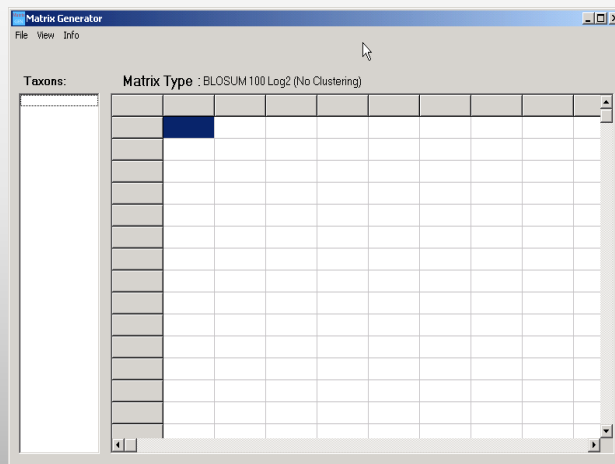 Matrix Generator
File View Info
Taxons:
Matrix Type : BLOSUM 100 Log2 (No Clustering)